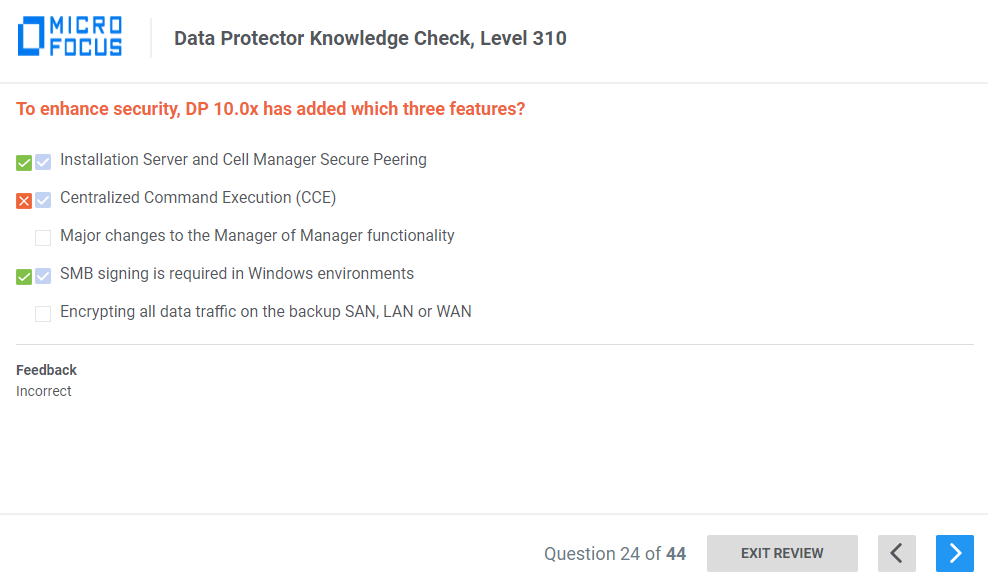 MICRO
FOCUS
Data Protector Knowledge Check, Level 310
To enhance security, DP 10.0x has added which three features?
Installation Server and Cell Manager Secure Peering
Centralized Command Execution (CCE)
Major changes to the Manager of Manager functionality
SMB signing is required in Windows environments
Encrypting all data traffic on the backup SAN, LAN or WAN
Feedback
Incorrect
Question 24 of 44
EXIT REVIEW